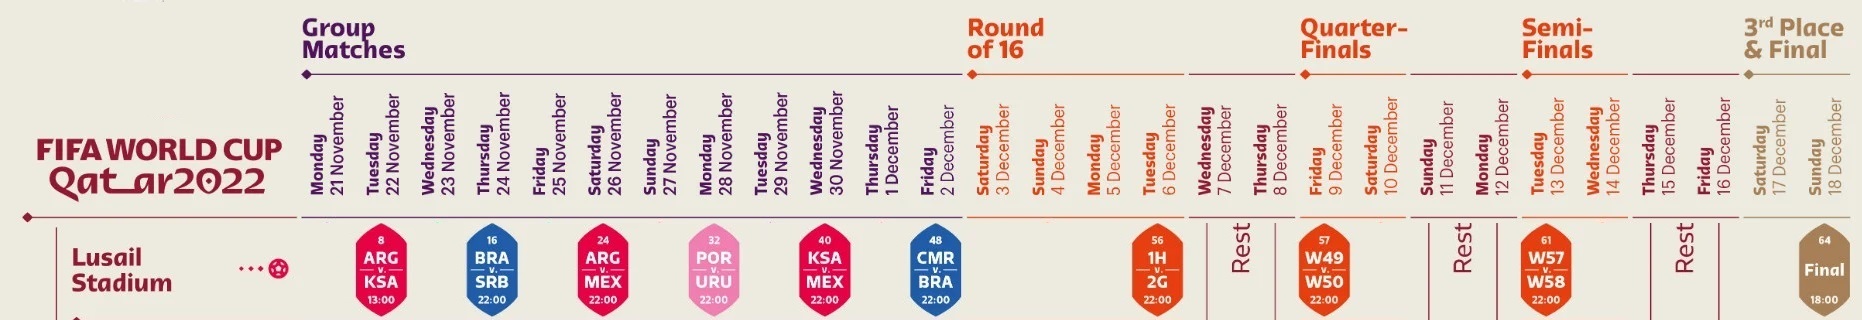 Group
Matches
Round
of 16
Quarter-
Finals
Semi-
Finals
3rd Place
& Final
FIFA WORLD CUP
Qatar2022
Monday
21 November
Tuesday
22 November
Wednesday
23 November
Thursday
24 November
Friday
25 November
Saturday
26 November
Sunday
27 November
Monday
28 November
Tuesday
29 November
Wednesday
30 November
Thursday
1 December
Friday
2 December
Saturday
3 December
Sunday
4 December
Monday
5 December
Tuesday
6 December
Wednesday
7 December
Thursday
8 December
Friday
9 December
Saturday
10 December
Sunday
11 December
Monday
12 December
Tuesday
13 December
Wednesday
14 December
Thursday
15 December
Friday
16 December
Saturday
17 December
Sunday
18 December
Lusail
Stadium
8
ARG
v.
KSA
13:00
16
BRA
v.
SRB
22:00
24
ARG
v.
MEX
22:00
32
POR
v.
URU
22:00
40
KSA
v.
MEX
22:00
48
CMR
v.
BRA
22:00
56
1H
v.
2G
22:00
Rest
57
W49
v.
W50
22:00
Rest
61
W57
v.
W58
22:00
Rest
64
Final
18:00